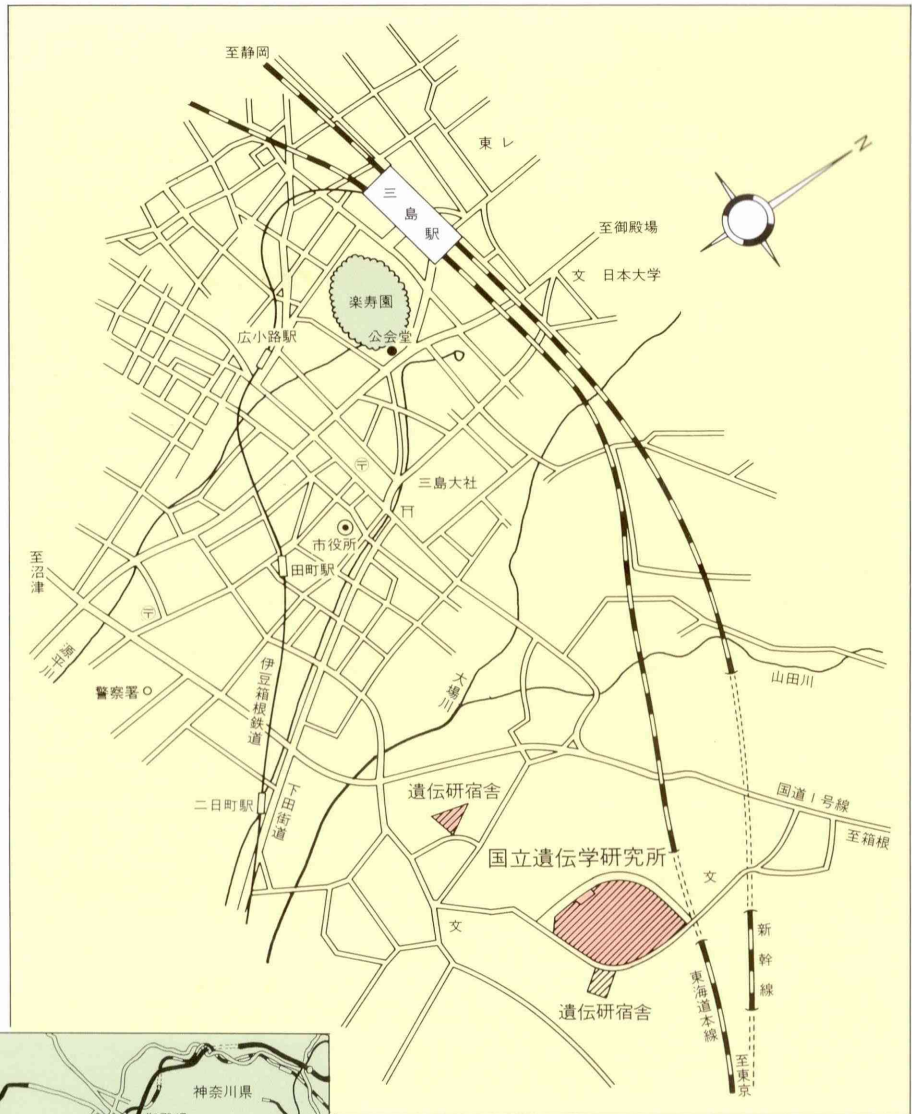 至静岡
東レ
N
三島駅
至御殿場
文 日本大学
楽寿園
広小路駅
公会堂
〒
三島大社
市役所
田町駅
至沼津
〒
源平川
警察署
伊豆箱根鉄道
大場川
山田川
二日町駅
下田街道
遺伝研宿舎
国道1号線
至箱根
国立遺伝学研究所
文
文
新幹線
遺伝研宿舎
東海道本線
至東京
神奈川県